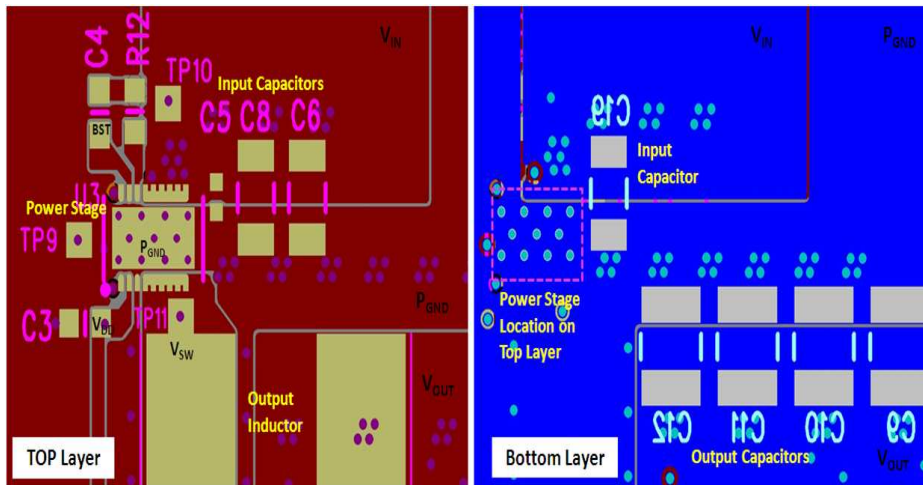 C4
R12
TP10
Input Capacitors
VIN
C5 C8 C6
BST
U3
Power Stage
TP9
PGND
C3
VDD
TP11
VSW
PGND
VOUT
Output
Inductor
TOP Layer
VIN
PGND
C19
Input
Capacitor
Power Stage
Location on
Top Layer
C12 C11 C10 C9
Output Capacitors
VOUT
Bottom Layer